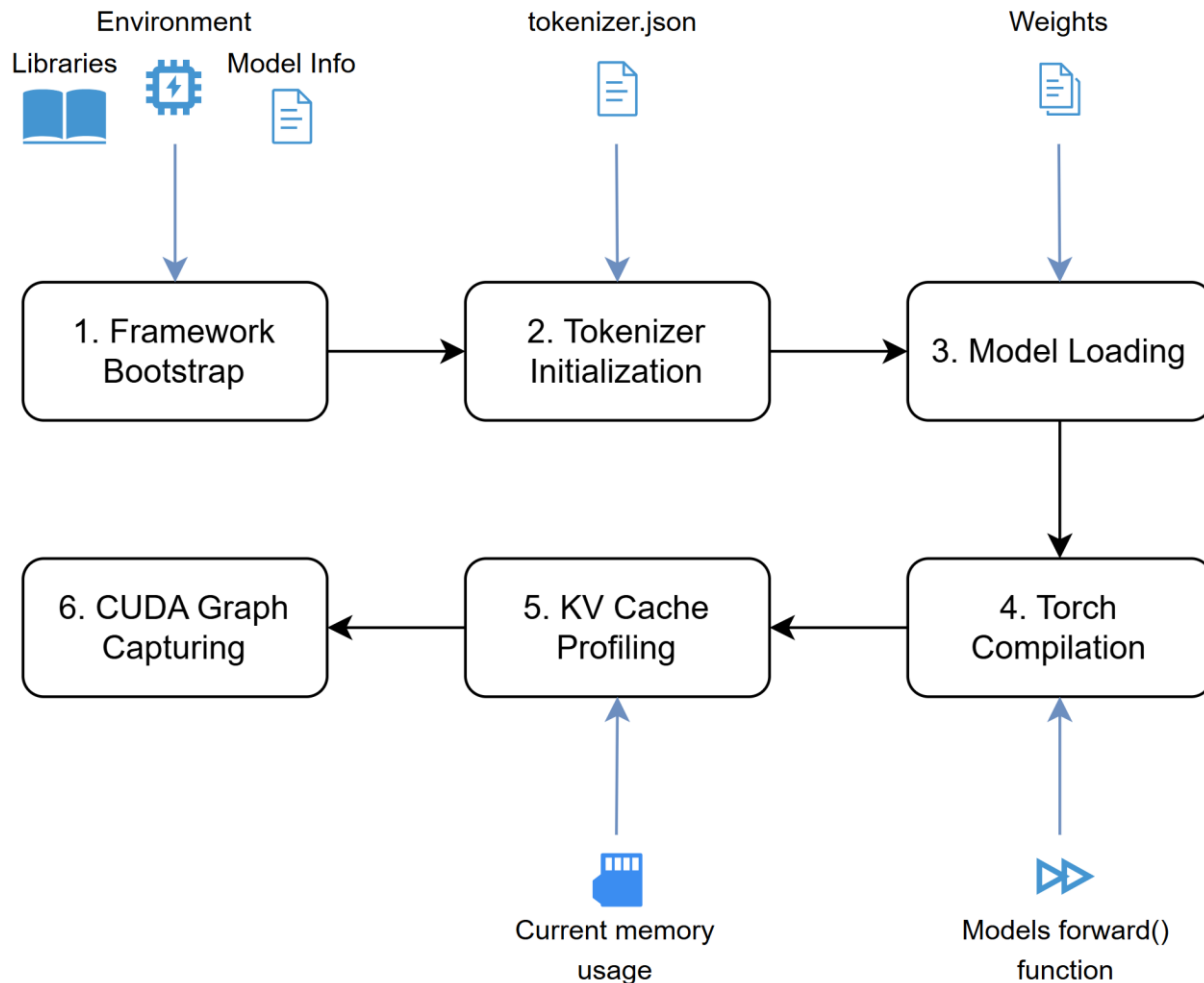 Environment
Libraries
Model Info
tokenizer.json
Weights
1. Framework
Bootstrap
2. Tokenizer
Initialization
3. Model Loading
6. CUDA Graph
Capturing
5. KV Cache
Profiling
4. Torch
Compilation
Current memory
usage
Models forward()
function